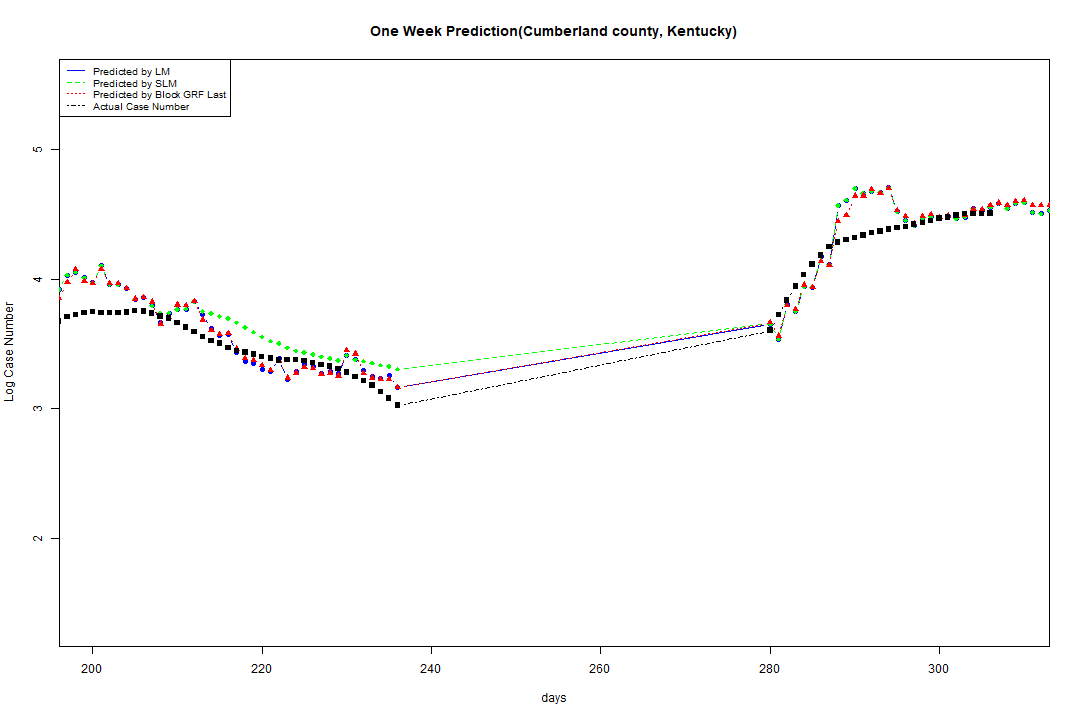 One Week Prediction(Cumberland county, Kentucky)
Predicted by LM
Predicted by SLM
Predicted by Block GRF Last
Actual Case Number
5
4
3
2
Log Case Number
200 220 240 260 280 300
days